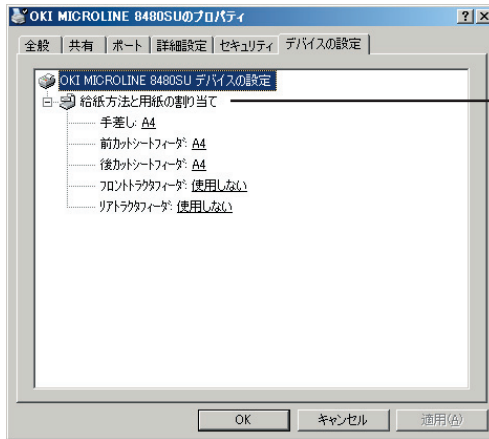 OKI MICROLINE 8480SUのプロパティ
全般 共有 ポート 詳細設定 セキュリティ デバイスの設定
OKI MICROLINE 8480SU デバイスの設定
給紙方法と用紙の割り当て
手差し: A4
前カットシートフィーダ: A4
後カットシートフィーダ: A4
フロントトラクタフィーダ: 使用しない
リアトラクタフィーダ: 使用しない
OK キャンセル 適用(A)